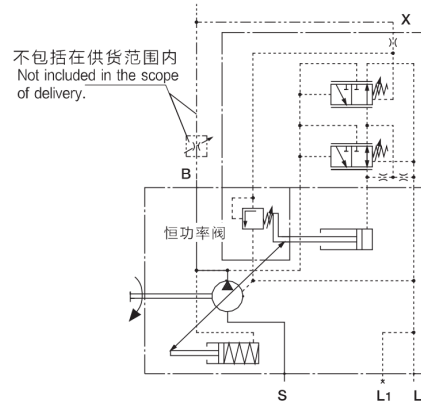 X
不包括在供货范围内
Not included in the scope
of delivery.
B
恒功率阀
S
L1
L